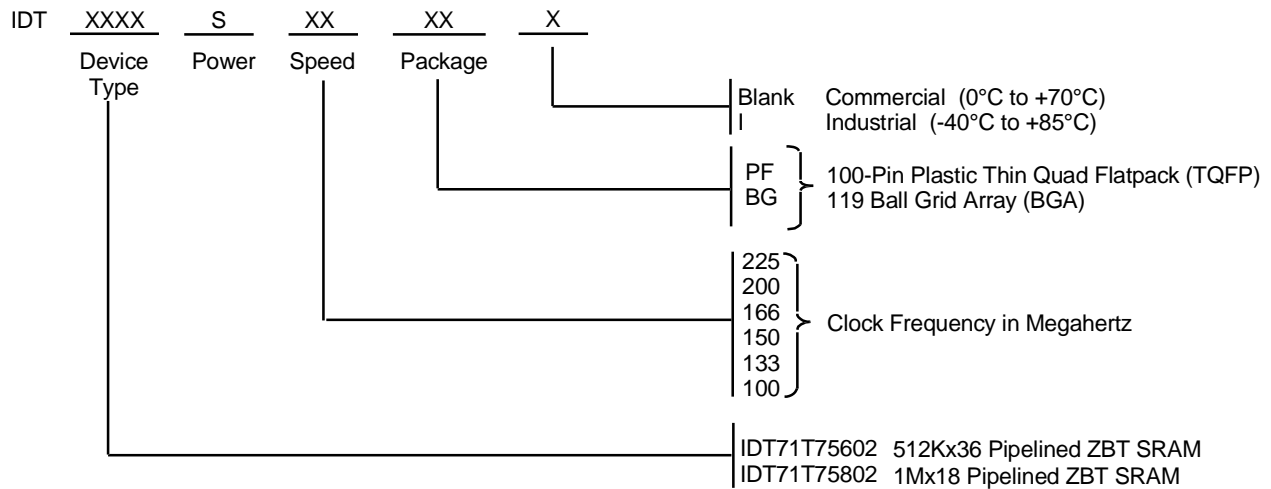 IDT XXXX S XX XX X
Device Type Power Speed Package
Blank Commercial (0°C to +70°C)
I Industrial (-40°C to +85°C)
PF 100-Pin Plastic Thin Quad Flatpack (TQFP)
BG 119 Ball Grid Array (BGA)
225
200
166
150
133
100
Clock Frequency in Megahertz
IDT71T75602 512Kx36 Pipelined ZBT SRAM
IDT71T75802 1Mx18 Pipelined ZBT SRAM